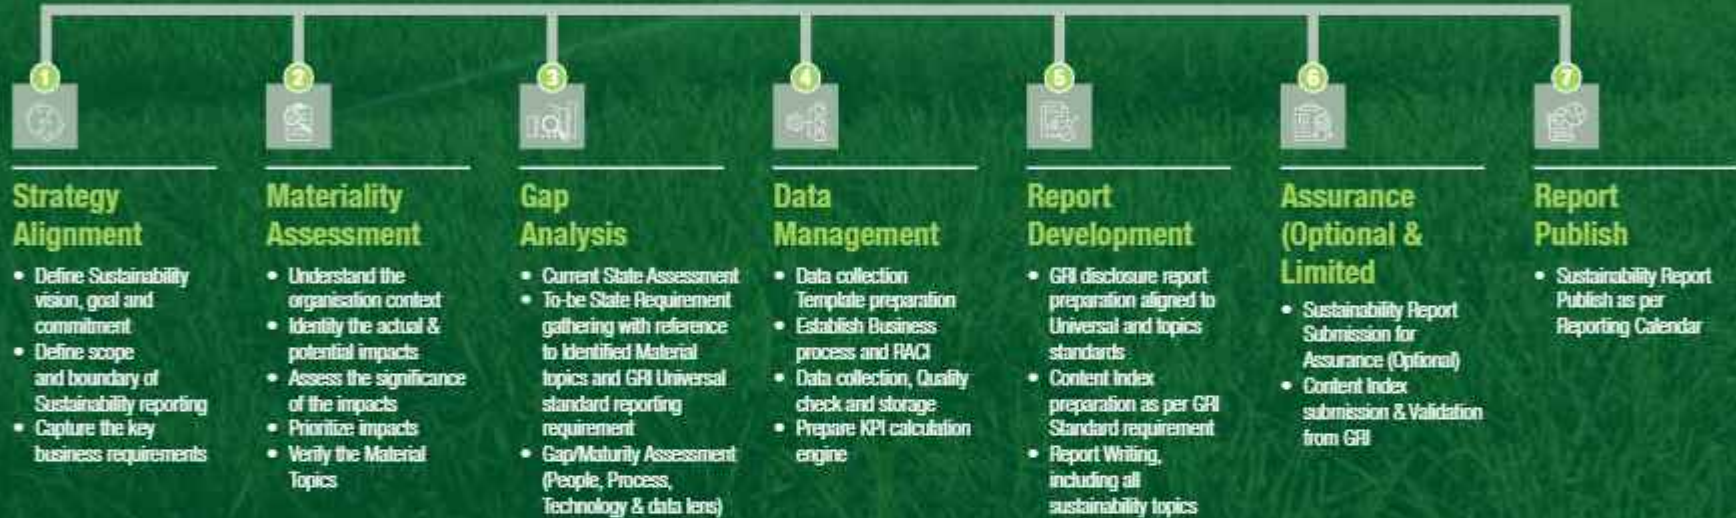 1
Strategy
Alignment
• Define Sustainability
vision, goal and
commitment
• Define scope
and boundary of
Sustainability reporting
• Capture the key
business requirements
2
Materiality
Assessment
• Understand the
organisation context
• Identity the actual &
potential impacts
• Assess the significance
of the impacts
• Prioritize impacts
• Verify the Material
Topics
3
Gap
Analysis
• Current State Assessment
• To-be State Requirement
gathering with reference
to Identified Material
topics and GRI Universal
standard reporting
requirement
• Gap/Maturity Assessment
(People, Process,
Technology & data lens)
4
Data
Management
• Data collection
Template preparation
• Establish Business
process and RACI
• Data collection, Quality
check and storage
• Prepare KPI calculation
engine
5
Report
Development
• GRI disclosure report
preparation aligned to
Universal and topics
standards
• Content Index
preparation as per GRI
Standard requirement
• Report Writing,
including all
sustainability topics
6
Assurance
(Optional &
Limited
• Sustainability Report
Submission for
Assurance (Optional)
• Content Index
submission & Validation
from GRI
7
Report
Publish
• Sustainability Report
Publish as per
Reporting Calendar